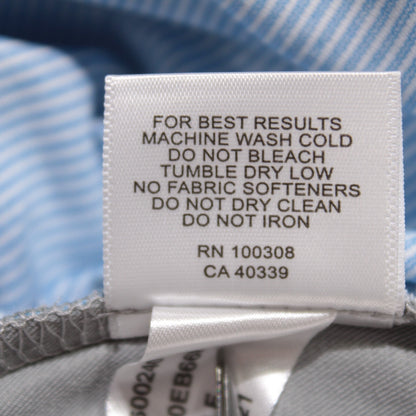 FOR BEST RESULTS
MACHINE WASH COLD
DO NOT BLEACH
TUMBLE DRY LOW
NO FABRIC SOFTENERS
DO NOT DRY CLEAN
DO NOT IRON
RN 100308
CA 40339